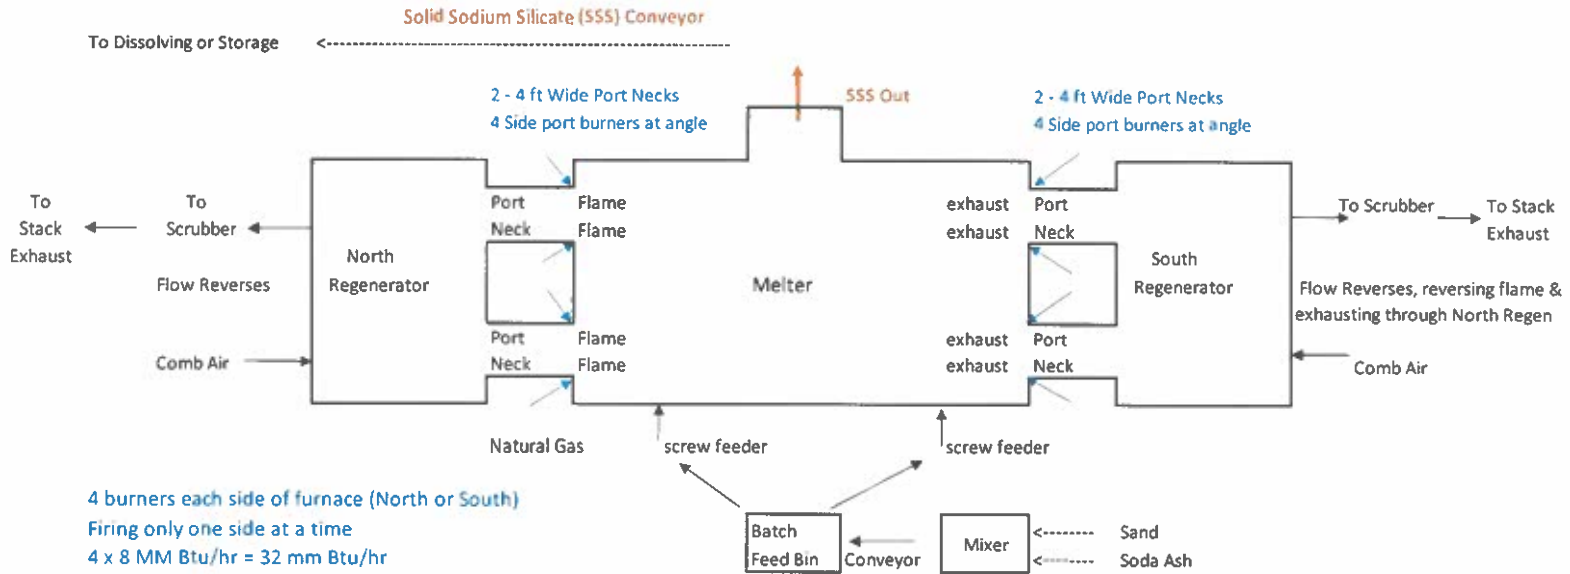 Solid Sodium Silicate (SSS) Conveyor
To Dissolving or Storage
2 - 4 ft Wide Port Necks
4 Side port burners at angle
SSS Out
2 - 4 ft Wide Port Necks
4 Side port burners at angle
To
Stack
Exhaust
To
Scrubber
Flow Reverses
Comb Air
North
Regenerator
Port
Neck
Flame
Flame
Port
Neck
Flame
Flame
Melter
exhaust
exhaust
Port
Neck
exhaust
exhaust
Port
Neck
South
Regenerator
To Scrubber
To Stack
Exhaust
Flow Reverses, reversing flame &
exhausting through North Regen
Comb Air
Natural Gas
screw feeder
screw feeder
4 burners each side of furnace (North or South)
Firing only one side at a time
4 x 8 MM Btu/hr = 32 mm Btu/hr
Batch
Feed Bin
Conveyor
Mixer
Sand
Soda Ash